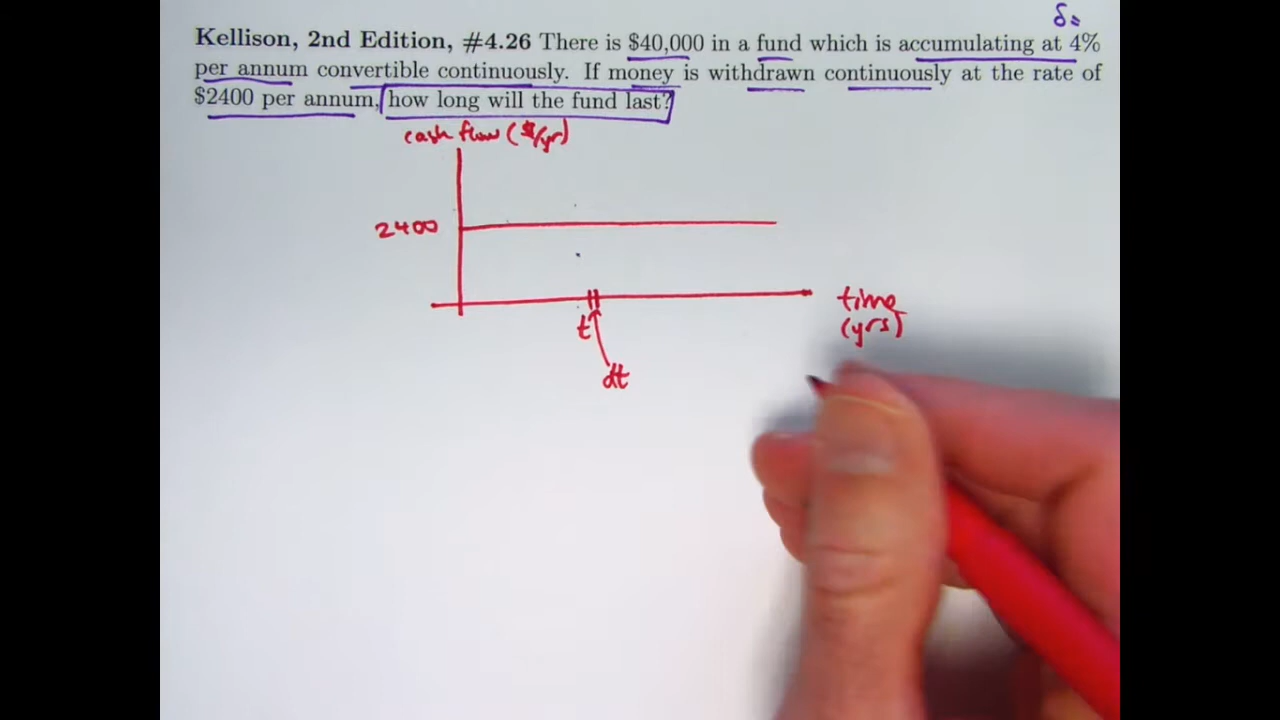 δ=
Kellison, 2nd Edition, #4.26 There is $40,000 in a fund which is accumulating at 4%
per annum convertible continuously. If money is withdrawn continuously at the rate of
$2400 per annum, how long will the fund last?
cash flow ($/yr)
2400
time
(yrs)
t
dt